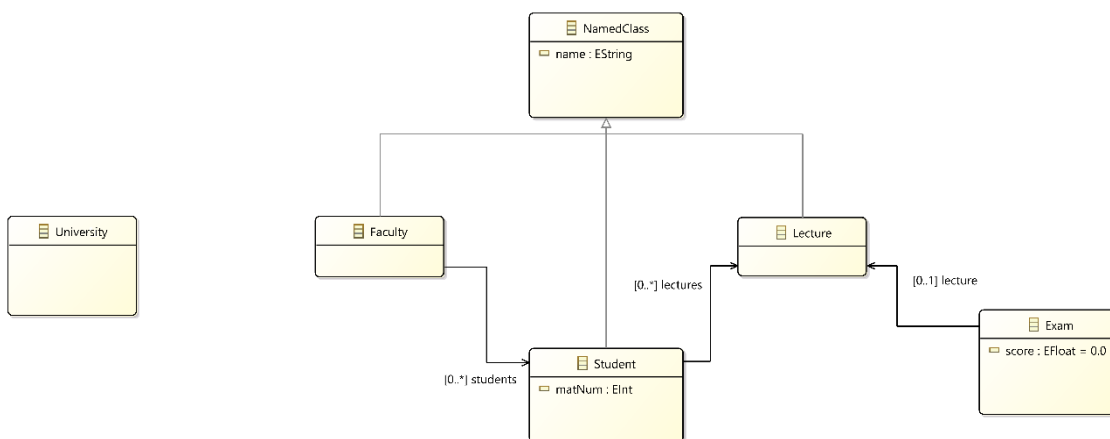 NamedClass
name : EString
University
Faculty
Lecture
[0..*] lectures
[0..1] lecture
Exam
score : EFloat = 0.0
Student
[0..*] students
matNum : EInt